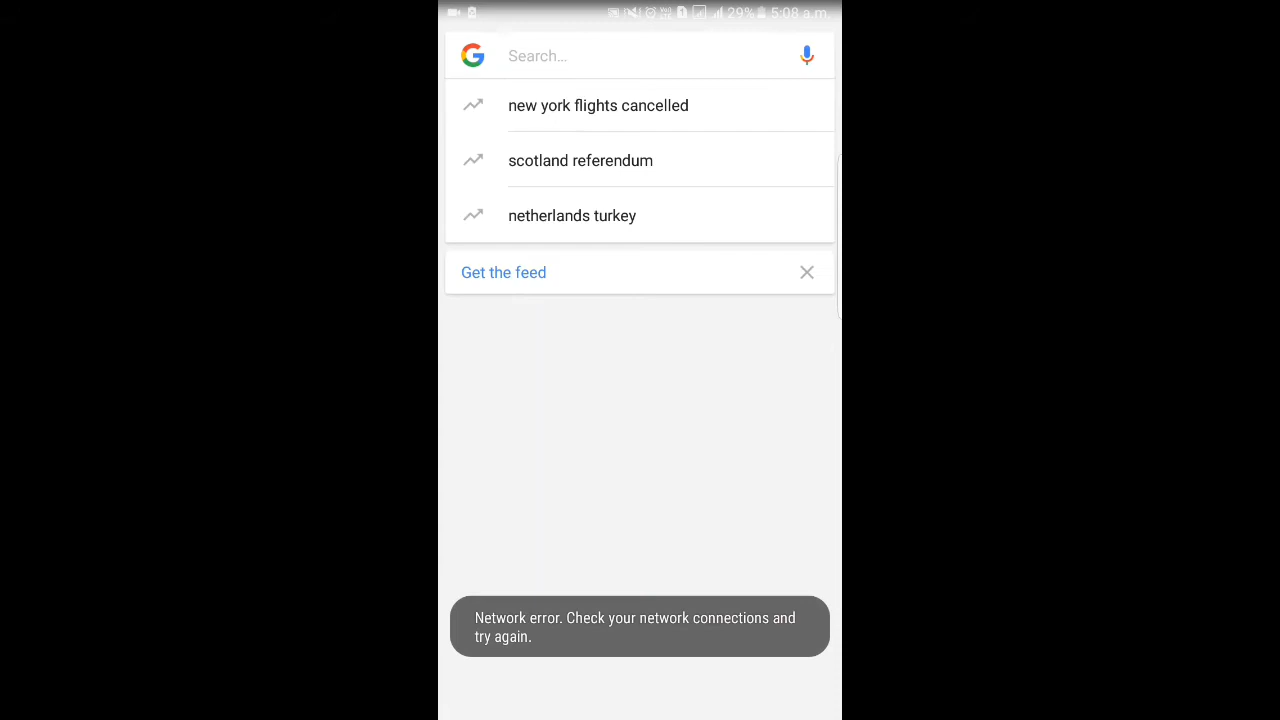 29% 5:08 a.m.
Search...
new york flights cancelled
scotland referendum
netherlands turkey
Get the feed
Network error. Check your network connections and
try again.